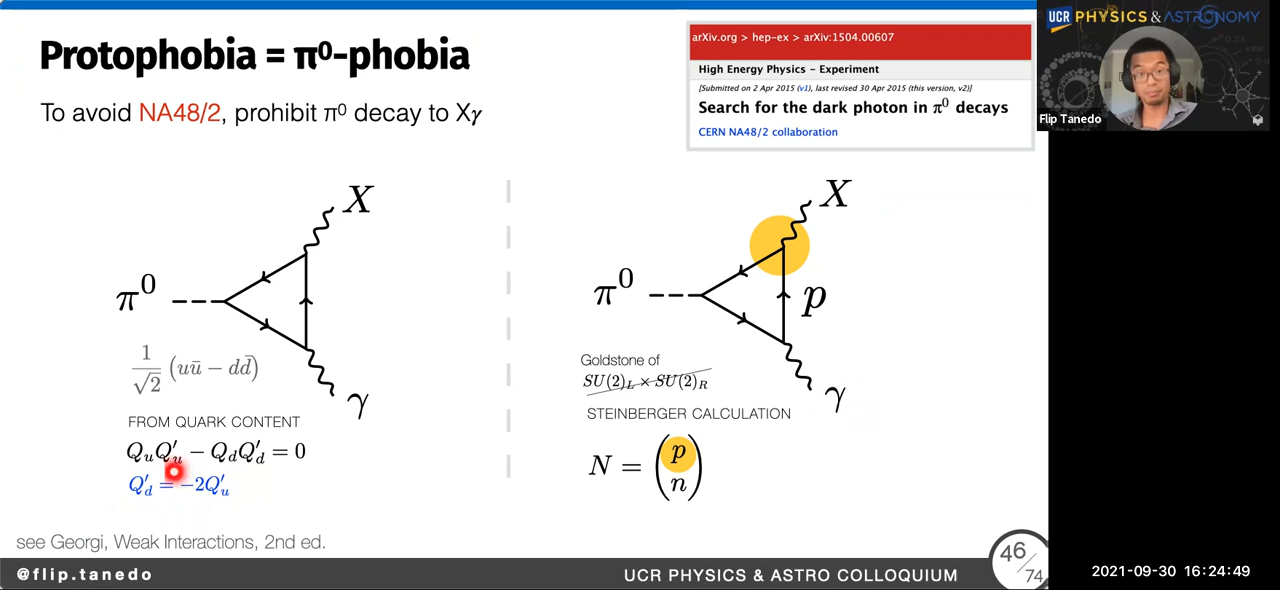 Protophobia = π⁰-phobia
To avoid NA48/2, prohibit π⁰ decay to Xγ
arXiv.org > hep-ex > arXiv:1504.00607
High Energy Physics – Experiment
[Submitted on 2 Apr 2015 (v1), last revised 30 Apr 2015 (this version, v2)]
Search for the dark photon in π⁰ decays
CERN NA48/2 collaboration
UCR PHYSICS & ASTRONOMY
Flip Tanedo
X
π⁰
γ
1/√2 (uū − dd̄)
FROM QUARK CONTENT
Q_uQ′_u − Q_dQ′_d = 0
Q′_d = −2Q′_u
X
π⁰
p
γ
Goldstone of
SU(2)_L × SU(2)_R
STEINBERGER CALCULATION
N = (p
n)
see Georgi, Weak Interactions, 2nd ed.
@flip.tanedo
UCR PHYSICS & ASTRO COLLOQUIUM
46/74
2021-09-30 16:24:49